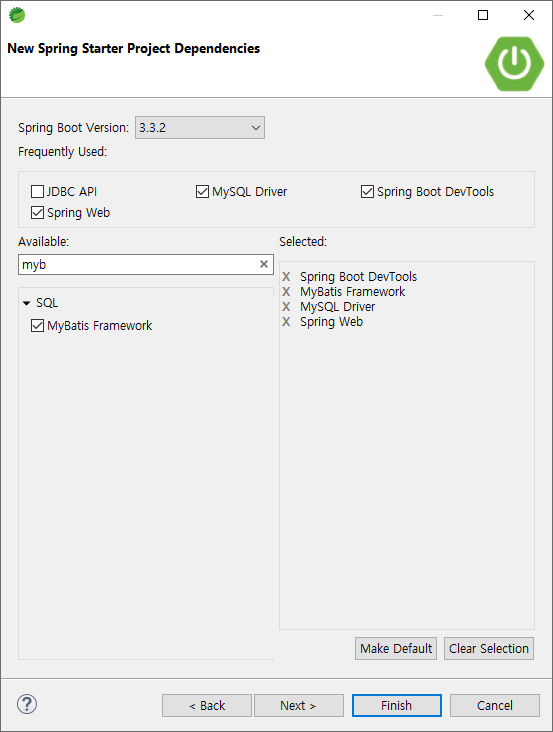 New Spring Starter Project Dependencies
Spring Boot Version: 3.3.2
Frequently Used:
JDBC API MySQL Driver Spring Boot DevTools
Spring Web
Available:
myb
SQL
MyBatis Framework
Selected:
X Spring Boot DevTools
X MyBatis Framework
X MySQL Driver
X Spring Web
Make Default Clear Selection
? < Back Next > Finish Cancel